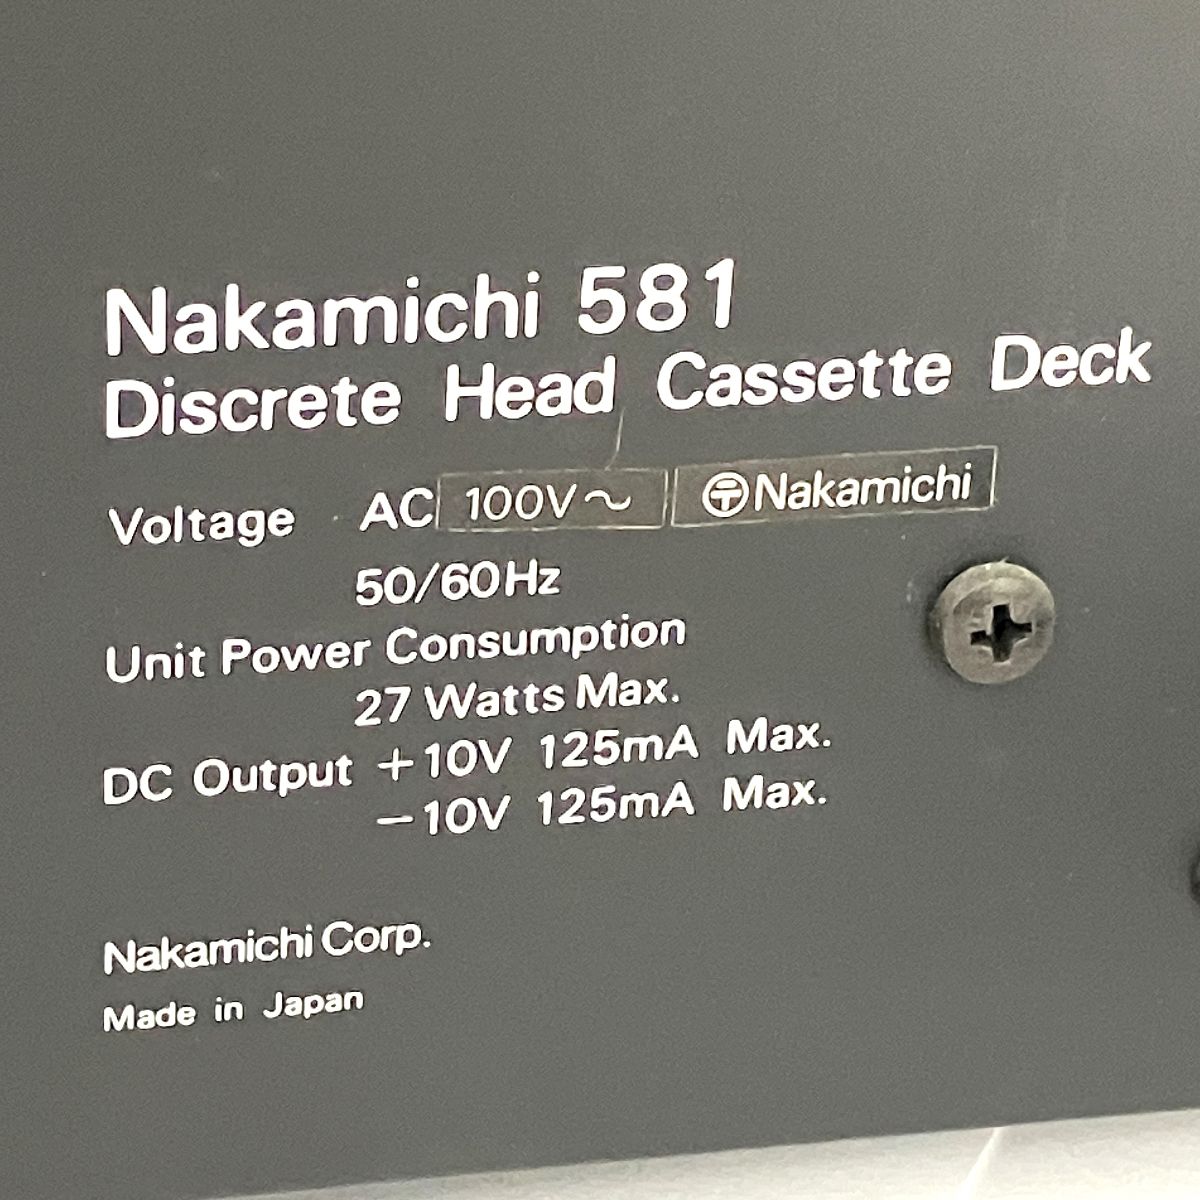 Nakamichi 581
Discrete Head Cassette Deck
Voltage AC 100V～ 〶Nakamichi
50/60Hz
Unit Power Consumption
27 Watts Max.
DC Output +10V 125mA Max.
−10V 125mA Max.
Nakamichi Corp.
Made in Japan